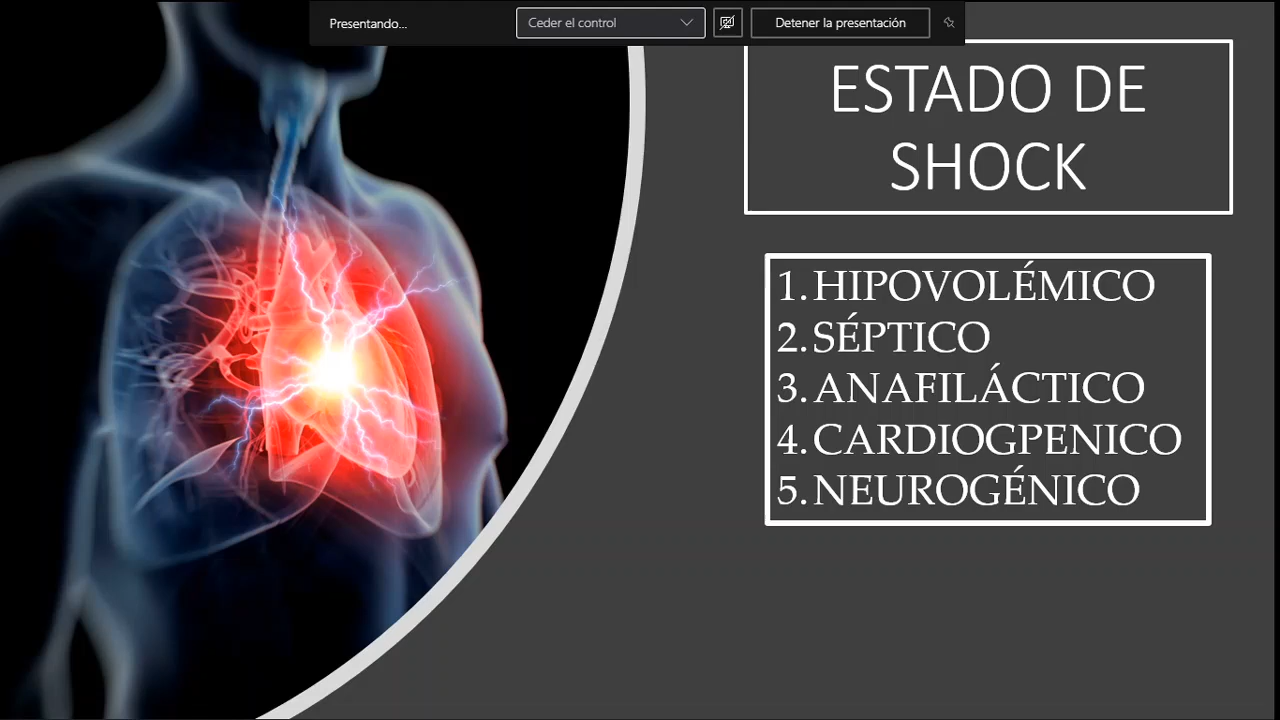 Presentando...
Ceder el control
Detener la presentación
ESTADO DE
SHOCK
1. HIPOVOLÉMICO
2. SÉPTICO
3. ANAFILÁCTICO
4. CARDIOGPENICO
5. NEUROGÉNICO